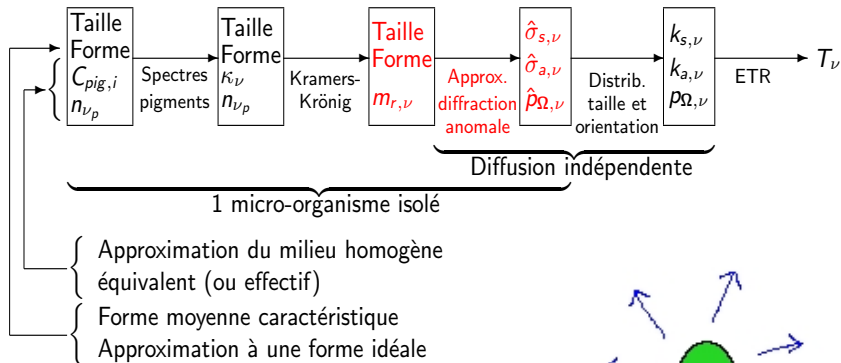 Taille
Forme
C_{pig,i}
n_{ν_p}
Spectres
pigments
Taille
Forme
κ_ν
n_{ν_p}
Kramers-
Krönig
Taille
Forme
m_{r,ν}
Approx.
diffraction
anomale
σ̂_{s,ν}
σ̂_{a,ν}
p̂_{Ω,ν}
Distrib.
taille et
orientation
k_{s,ν}
k_{a,ν}
p_{Ω,ν}
ETR
T_ν
Diffusion indépendente
1 micro-organisme isolé
Approximation du milieu homogène
équivalent (ou effectif)
Forme moyenne caractéristique
Approximation à une forme idéale